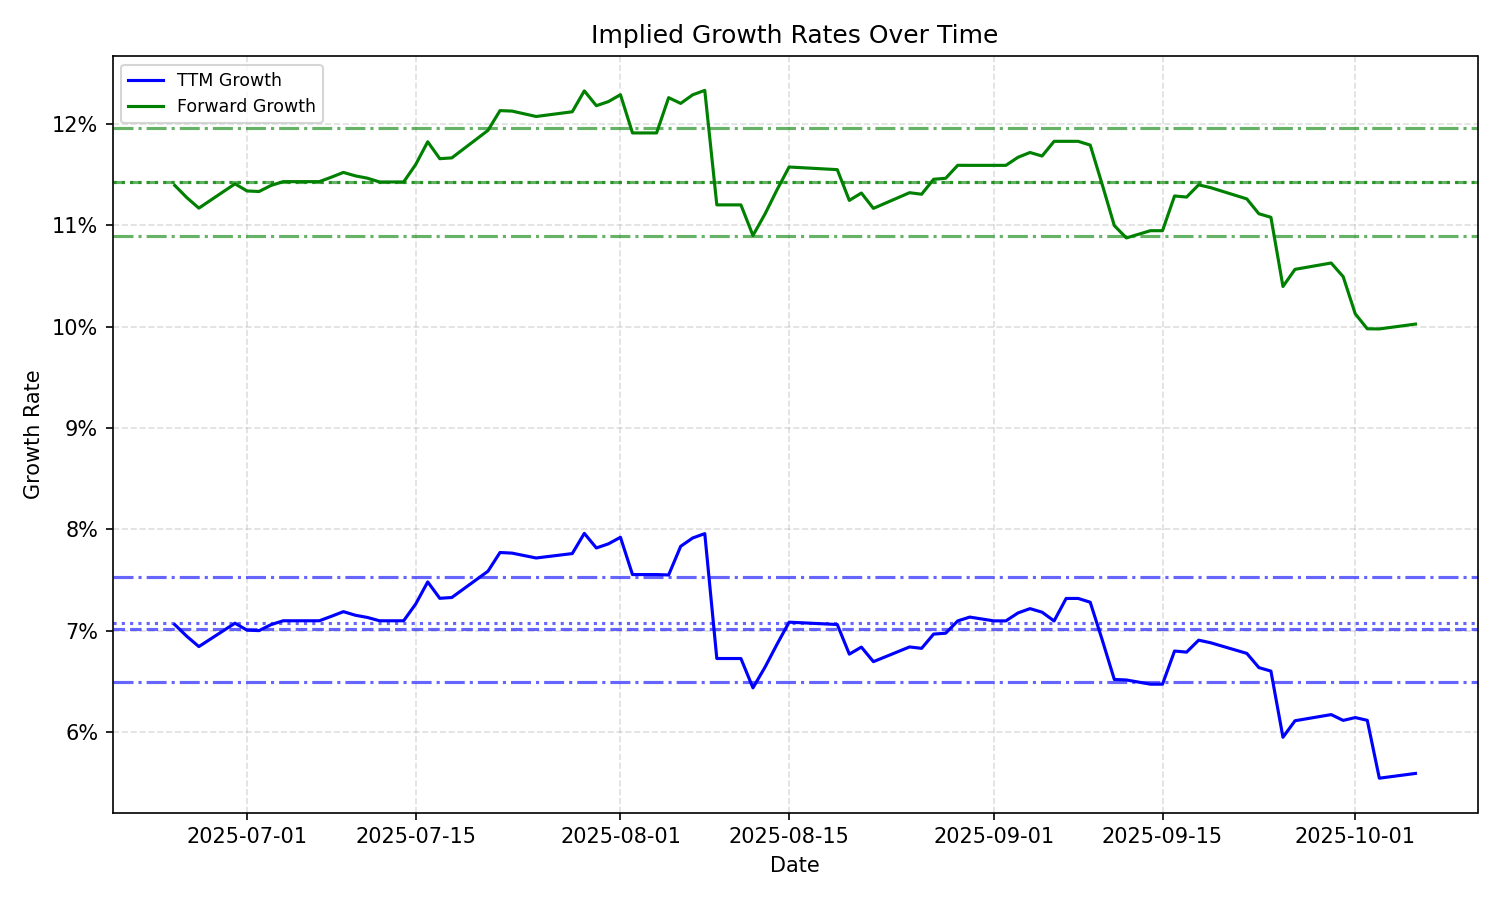 Implied Growth Rates Over Time
TTM Growth
Forward Growth
12%
11%
10%
9%
8%
7%
6%
Growth Rate
2025-07-01
2025-07-15
2025-08-01
2025-08-15
2025-09-01
2025-09-15
2025-10-01
Date